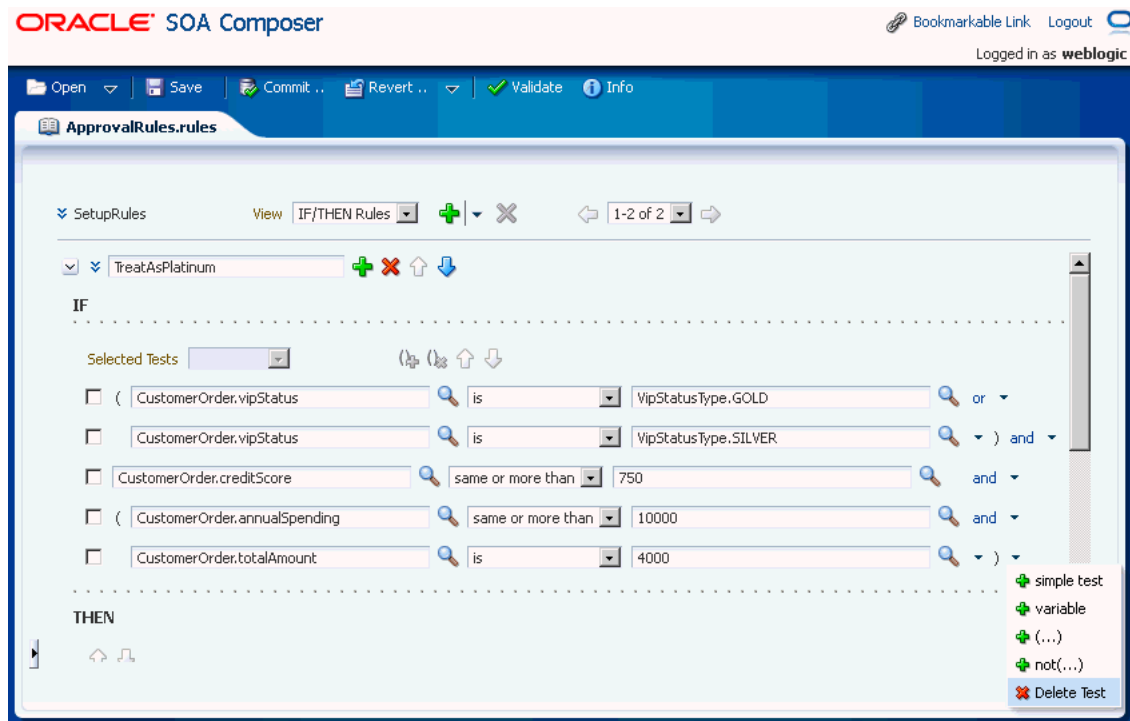 ORACLE SOA Composer
Bookmarkable Link Logout
Logged in as weblogic
Open Save Commit .. Revert .. Validate Info
ApprovalRules.rules
SetupRules View IF/THEN Rules 1-2 of 2
TreatAsPlatinum
IF
Selected Tests
( CustomerOrder.vipStatus is VipStatusType.GOLD or
CustomerOrder.vipStatus is VipStatusType.SILVER ) and
CustomerOrder.creditScore same or more than 750 and
( CustomerOrder.annualSpending same or more than 10000 and
CustomerOrder.totalAmount is 4000 )
simple test
variable
(...)
not(...)
Delete Test
THEN